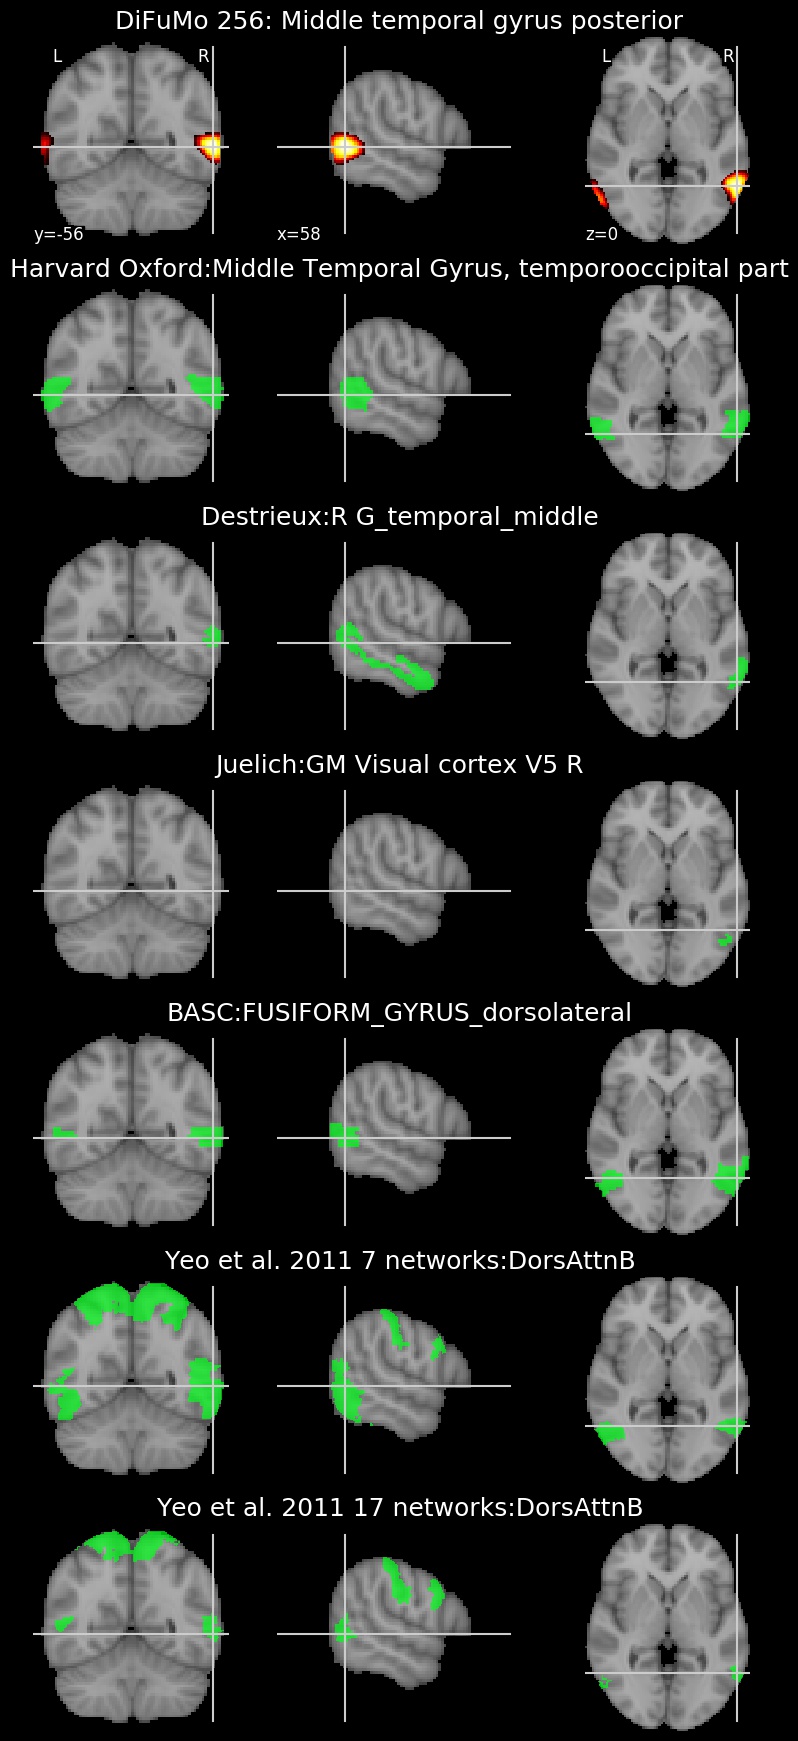 DiFuMo 256: Middle temporal gyrus posterior
L R L R
y=-56 x=58 z=0
Harvard Oxford:Middle Temporal Gyrus, temporooccipital part
Destrieux:R G_temporal_middle
Juelich:GM Visual cortex V5 R
BASC:FUSIFORM_GYRUS_dorsolateral
Yeo et al. 2011 7 networks:DorsAttnB
Yeo et al. 2011 17 networks:DorsAttnB